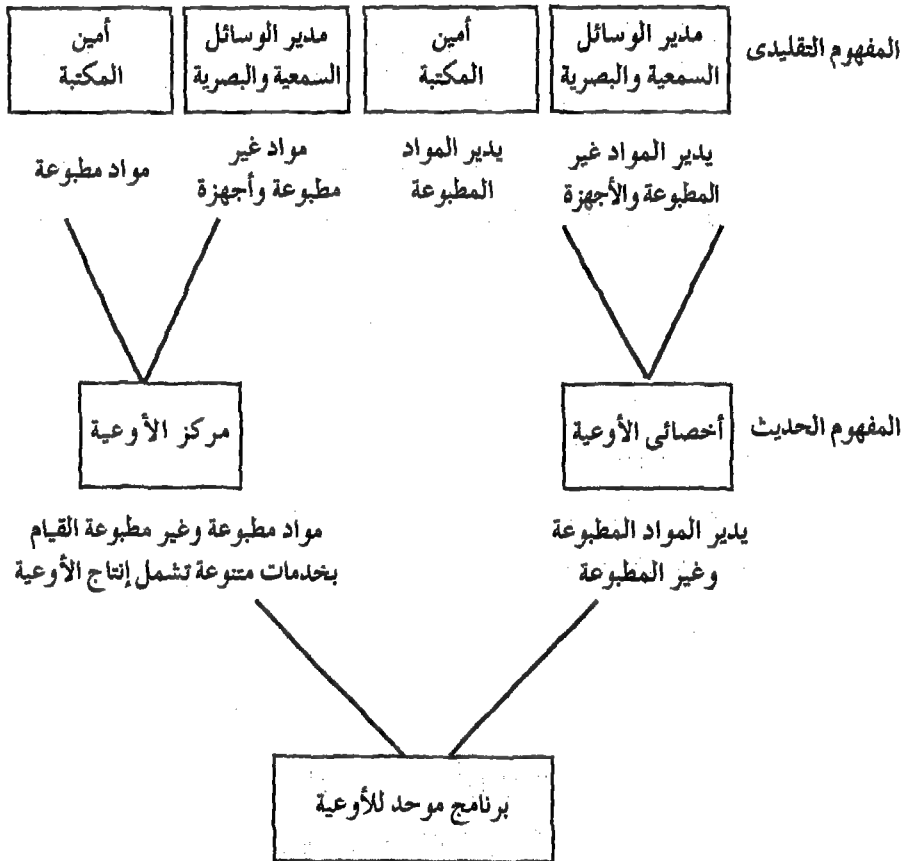 المفهوم التقليدى
مدير الوسائل
السمعية والبصرية
أمين
المكتبة
مدير الوسائل
السمعية والبصرية
أمين
المكتبة
يدير المواد غير
المطبوعة والأجهزة
يدير المواد
المطبوعة
مواد غير
مطبوعة وأجهزة
مواد مطبوعة
المفهوم الحديث
أخصائى الأوعية
مركز الأوعية
يدير المواد المطبوعة
وغير المطبوعة
مواد مطبوعة وغير مطبوعة القيام
بخدمات متنوعة تشمل إنتاج الأوعية
برنامج موحد للأوعية